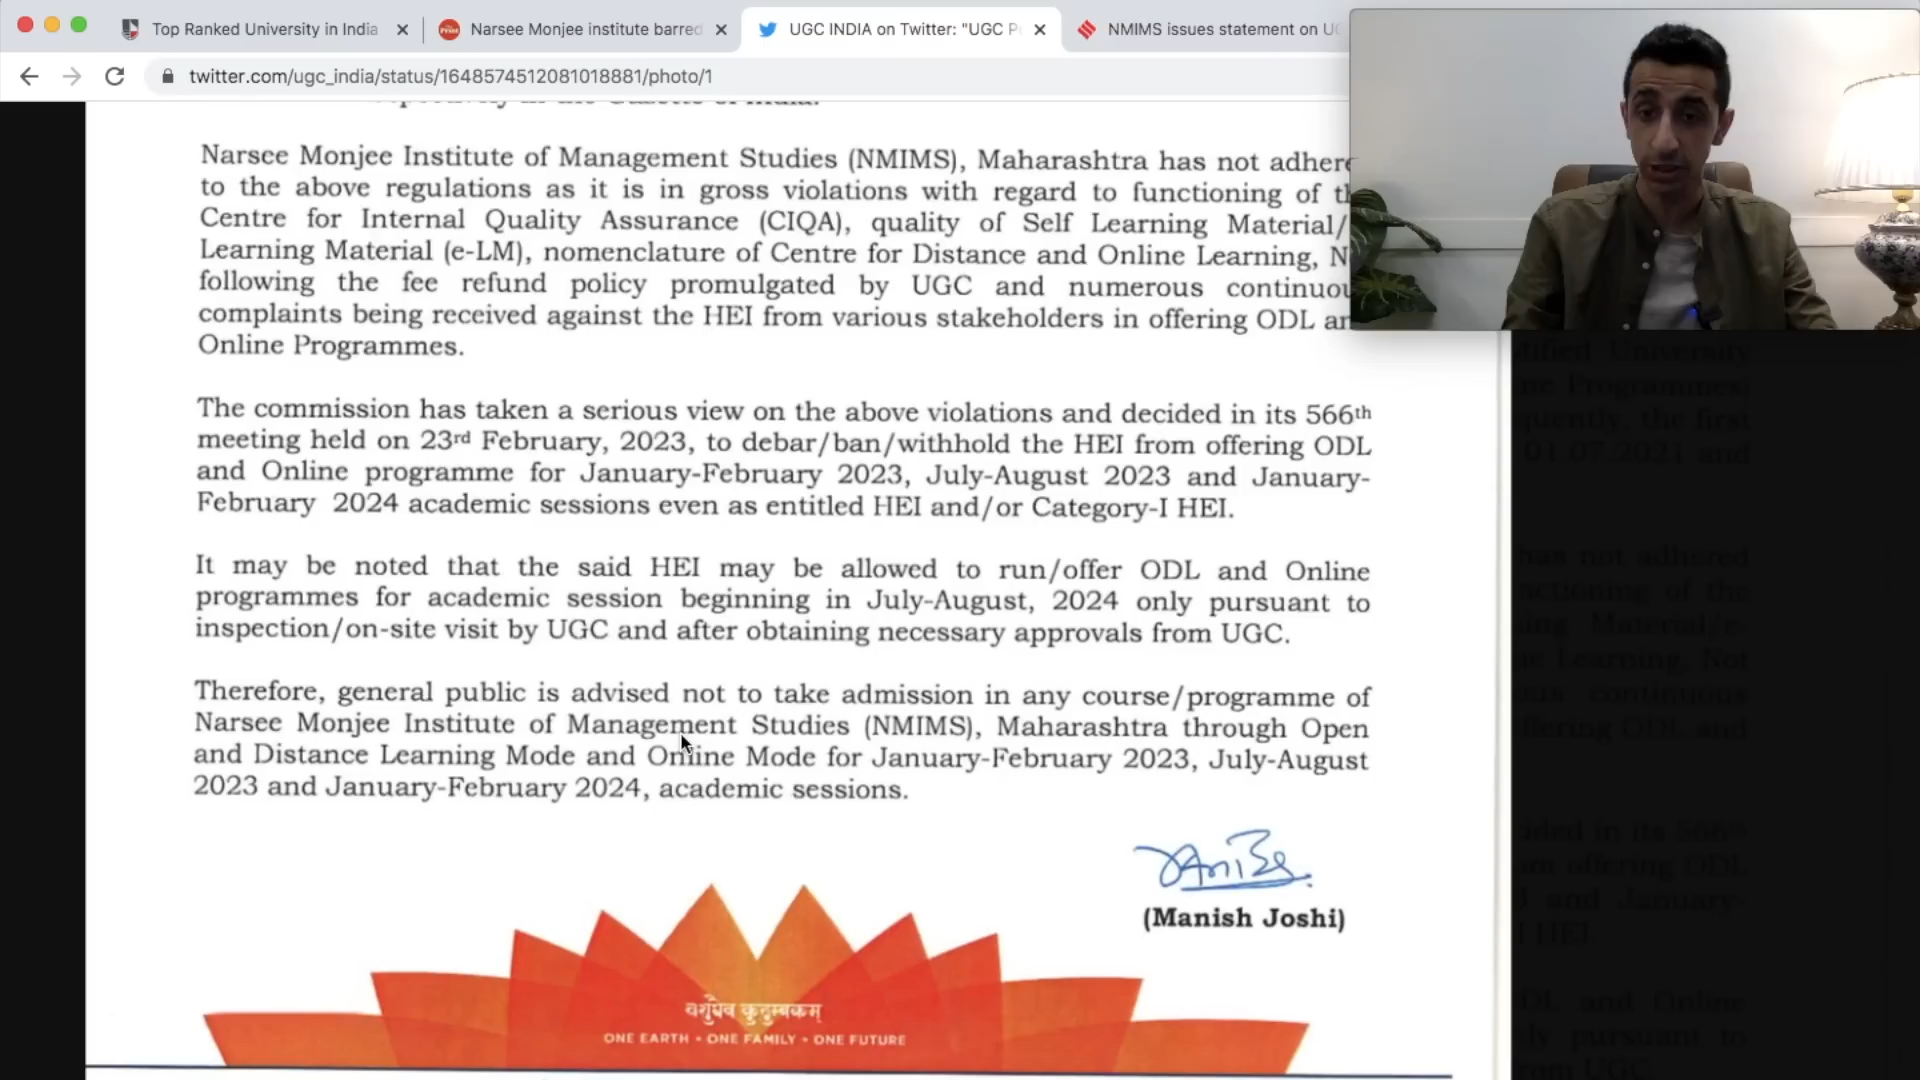 Top Ranked University in India
Narsee Monjee institute barred
UGC INDIA on Twitter: "UGC P
NMIMS issues statement on UG
twitter.com/ugc_india/status/1648574512081018881/photo/1
Narsee Monjee Institute of Management Studies (NMIMS), Maharashtra has not adhere
to the above regulations as it is in gross violations with regard to functioning of th
Centre for Internal Quality Assurance (CIQA), quality of Self Learning Material/
Learning Material (e-LM), nomenclature of Centre for Distance and Online Learning, N
following the fee refund policy promulgated by UGC and numerous continuou
complaints being received against the HEI from various stakeholders in offering ODL an
Online Programmes.
The commission has taken a serious view on the above violations and decided in its 566th
meeting held on 23rd February, 2023, to debar/ban/withhold the HEI from offering ODL
and Online programme for January-February 2023, July-August 2023 and January-
February 2024 academic sessions even as entitled HEI and/or Category-I HEI.
It may be noted that the said HEI may be allowed to run/offer ODL and Online
programmes for academic session beginning in July-August, 2024 only pursuant to
inspection/on-site visit by UGC and after obtaining necessary approvals from UGC.
Therefore, general public is advised not to take admission in any course/programme of
Narsee Monjee Institute of Management Studies (NMIMS), Maharashtra through Open
and Distance Learning Mode and Online Mode for January-February 2023, July-August
2023 and January-February 2024, academic sessions.
(Manish Joshi)
वसुधैव कुटुम्बकम्
ONE EARTH • ONE FAMILY • ONE FUTURE